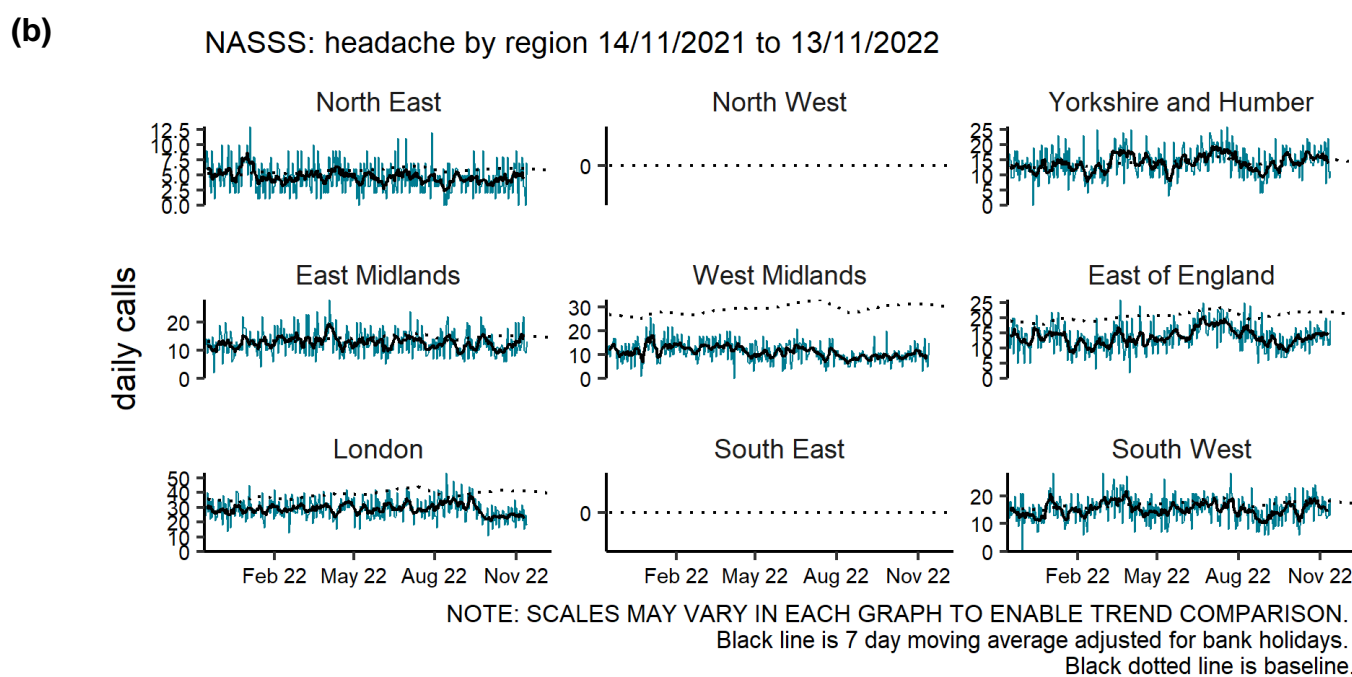 (b)
NASSS: headache by region 14/11/2021 to 13/11/2022
North East
North West
Yorkshire and Humber
12.5
10.0
7.5
5.0
2.5
0.0
0
25
20
15
10
5
0
East Midlands
West Midlands
East of England
daily calls
20
10
0
30
20
10
0
25
20
15
10
5
0
London
South East
South West
50
40
30
20
10
0
0
20
10
0
Feb 22 May 22 Aug 22 Nov 22
Feb 22 May 22 Aug 22 Nov 22
Feb 22 May 22 Aug 22 Nov 22
NOTE: SCALES MAY VARY IN EACH GRAPH TO ENABLE TREND COMPARISON.
Black line is 7 day moving average adjusted for bank holidays.
Black dotted line is baseline.